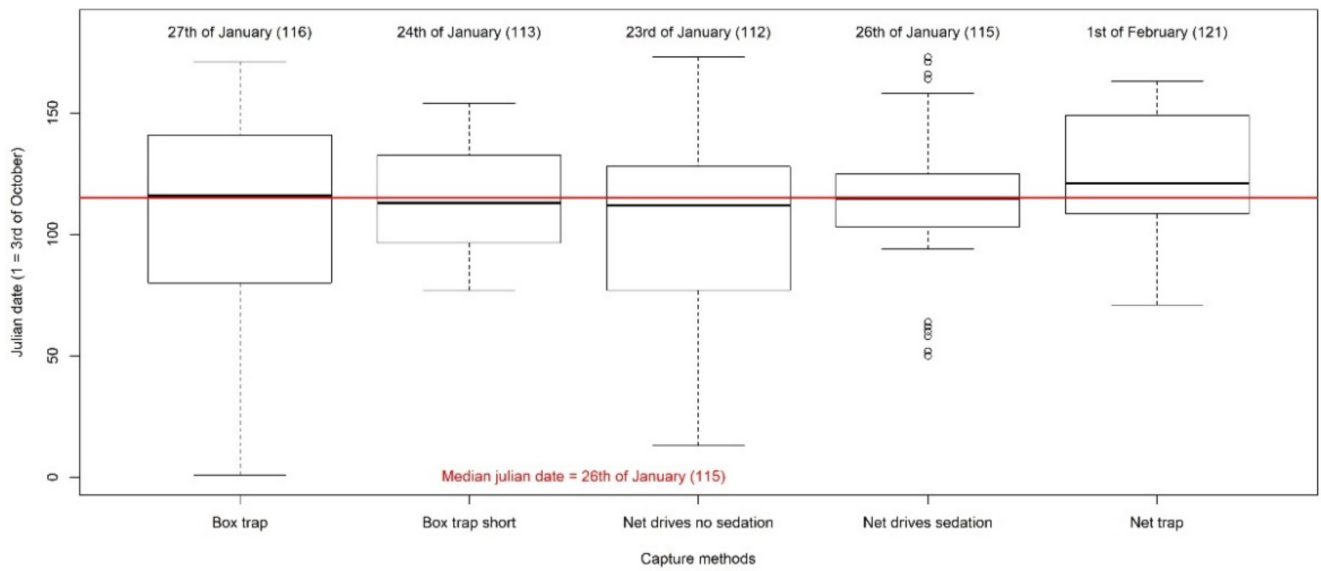 27th of January (116)
24th of January (113)
23rd of January (112)
26th of January (115)
1st of February (121)
Julian date (1 = 3rd of October)
150
100
50
0
Median julian date = 26th of January (115)
Box trap
Box trap short
Net drives no sedation
Net drives sedation
Net trap
Capture methods